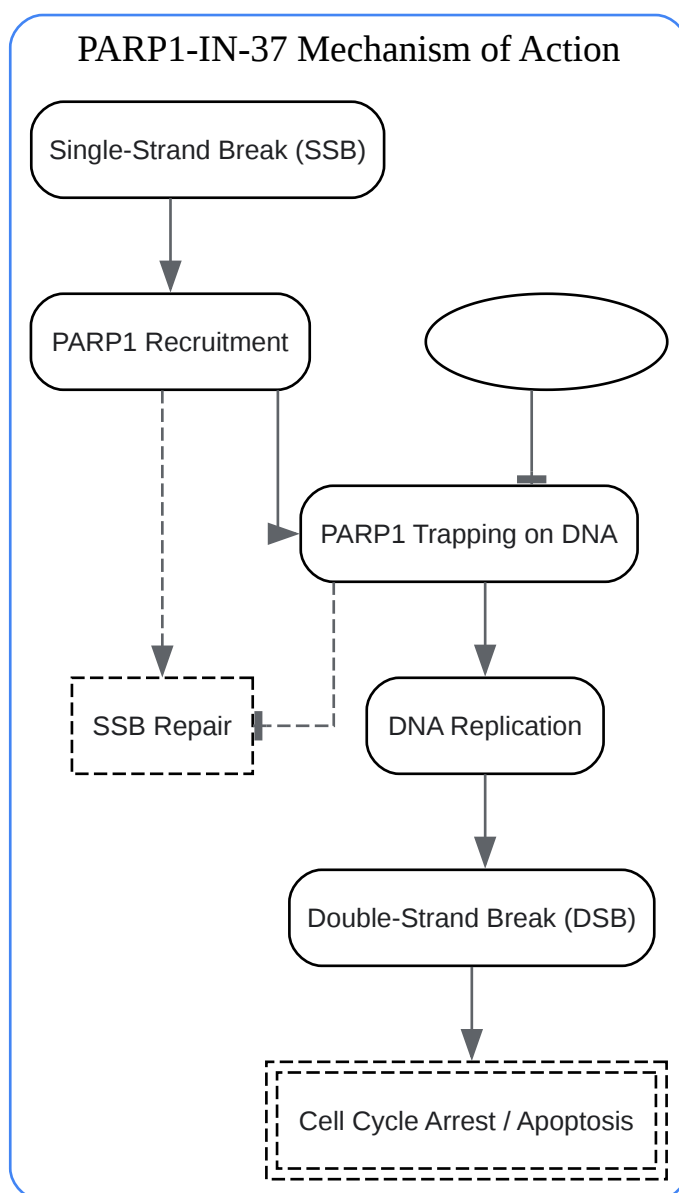 PARP1-IN-37 Mechanism of Action
Single-Strand Break (SSB)
PARP1 Recruitment
PARP1 Trapping on DNA
SSB Repair
DNA Replication
Double-Strand Break (DSB)
Cell Cycle Arrest / Apoptosis